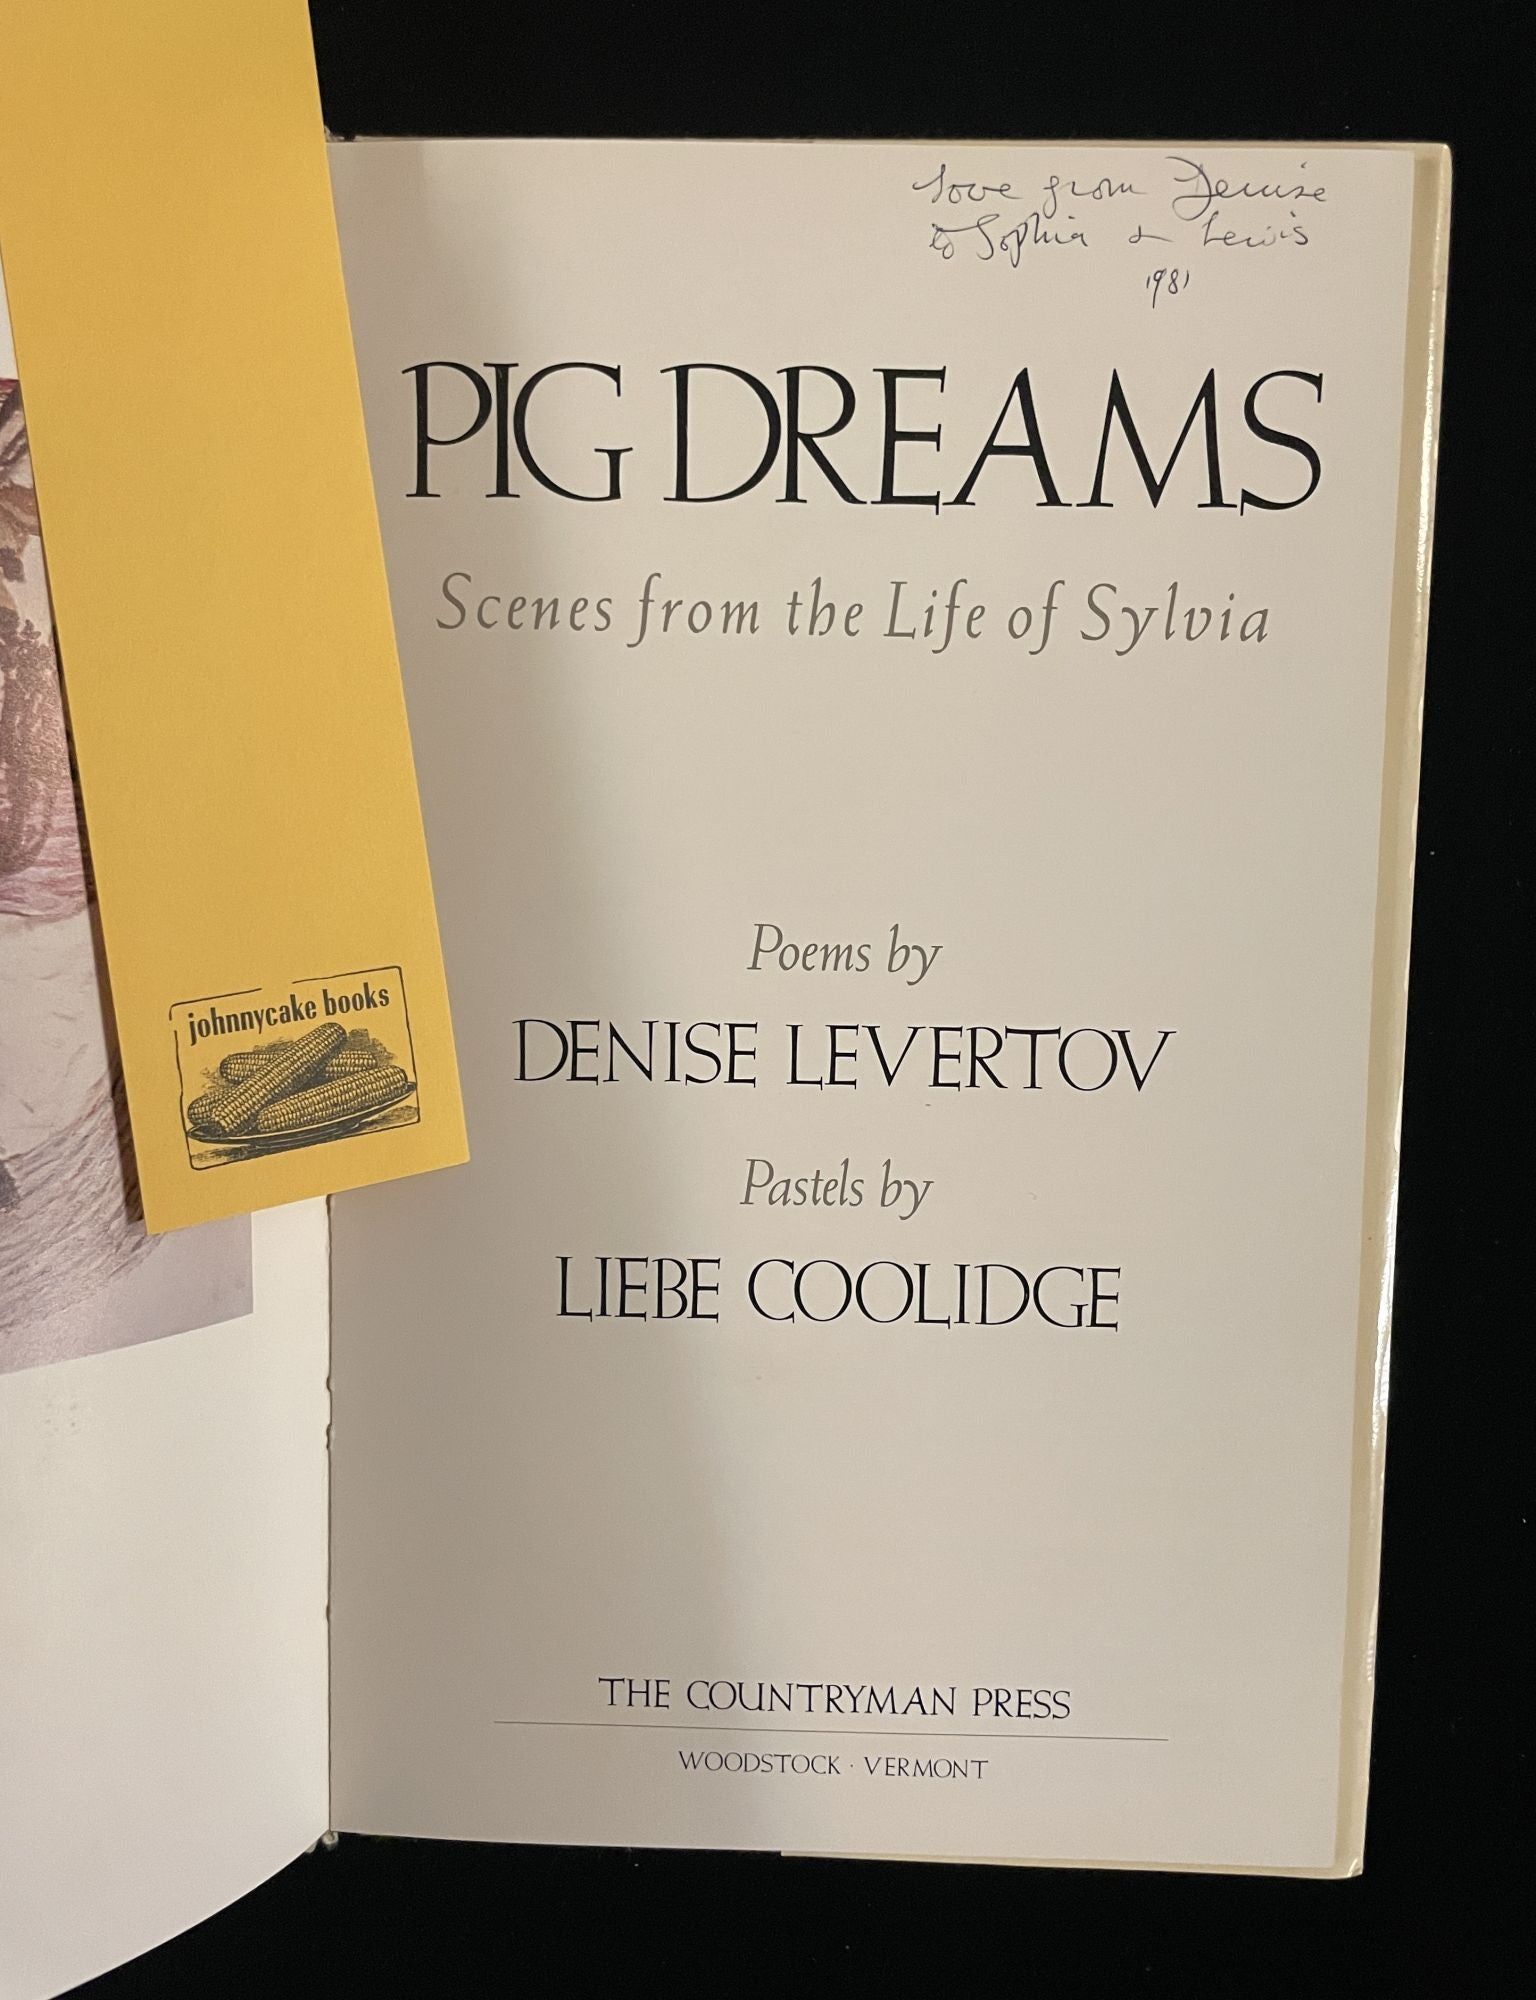 love from Denise
to Sophia & Lewis
1981
PIG DREAMS
Scenes from the Life of Sylvia
Poems by
DENISE LEVERTOV
Pastels by
LIEBE COOLIDGE
THE COUNTRYMAN PRESS
WOODSTOCK · VERMONT
johnnycake books